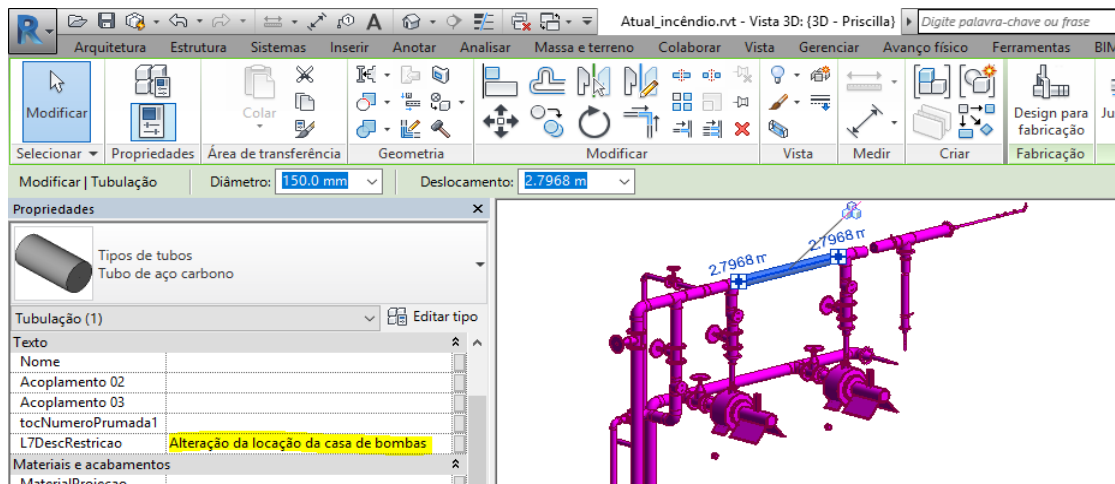 Atual_incêndio.rvt - Vista 3D: {3D - Priscilla}
Digite palavra-chave ou frase
Arquitetura Estrutura Sistemas Inserir Anotar Analisar Massa e terreno Colaborar Vista Gerenciar Avanço físico Ferramentas BIM
Modificar
Colar
Design para
fabricação
Ju
Selecionar Propriedades Área de transferência Geometria Modificar Vista Medir Criar Fabricação
Modificar | Tubulação Diâmetro: 150.0 mm Deslocamento: 2.7968 m
Propriedades
Tipos de tubos
Tubo de aço carbono
Tubulação (1) Editar tipo
Texto
Nome
Acoplamento 02
Acoplamento 03
tocNumeroPrumada1
L7DescRestricao Alteração da locação da casa de bombas
Materiais e acabamentos
MaterialProjecao
2.7968 m
2.7968 m